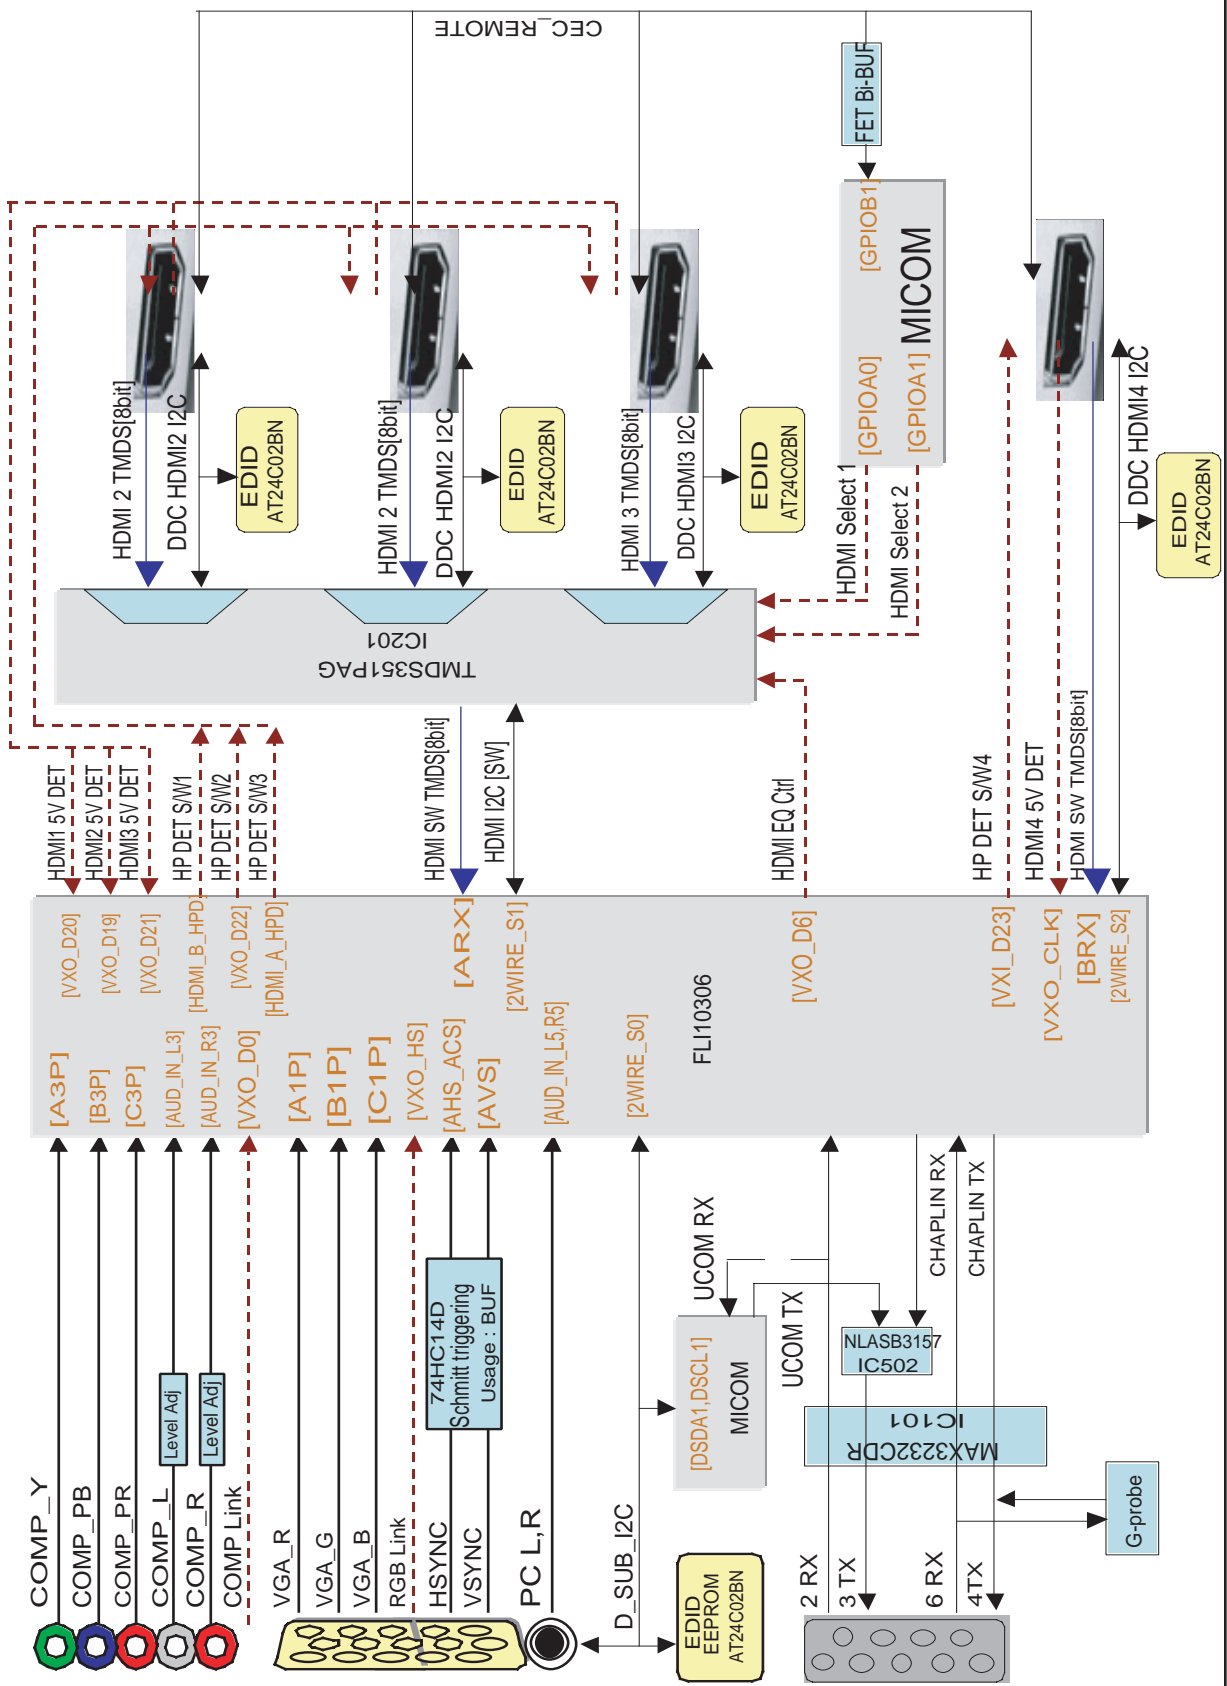 CEC_REMOTE
FET Bi-BUF
[GPIOB1]
MICOM
[GPIOA0]
[GPIOA1]
HDMI Select 1
HDMI Select 2
HDMI 2 TMDS[8bit]
DDC HDMI2 I2C
EDID
AT24C02BN
HDMI 2 TMDS[8bit]
DDC HDMI2 I2C
EDID
AT24C02BN
HDMI 3 TMDS[8bit]
DDC HDMI3 I2C
EDID
AT24C02BN
DDC HDMI4 I2C
EDID
AT24C02BN
IC201
TMDS351PAG
HDMI1 5V DET
HDMI2 5V DET
HDMI3 5V DET
HP DET S/W1
HP DET S/W2
HP DET S/W3
HDMI SW TMDS[8bit]
HDMI I2C [SW]
HDMI EQ Ctrl
HP DET S/W4
HDMI4 5V DET
HDMI SW TMDS[8bit]
[VXO_D20]
[VXO_D19]
[VXO_D21]
[HDMI_B_HPD]
[VXO_D22]
[HDMI_A_HPD]
[ARX]
[2WIRE_S1]
[VXO_D6]
[VXI_D23]
[VXO_CLK]
[BRX]
[2WIRE_S2]
FLI10306
[A3P]
[B3P]
[C3P]
[AUD_IN_L3]
[AUD_IN_R3]
[VXO_D0]
[A1P]
[B1P]
[C1P]
[VXO_HS]
[AHS_ACS]
[AVS]
[AUD_IN_L5,R5]
[2WIRE_S0]
UCOM RX
UCOM TX
CHAPLIN RX
CHAPLIN TX
74HC14D
Schmitt triggering
Usage : BUF
Level Adj
Level Adj
[DSDA1,DSCL1]
MICOM
NLASB3157
IC502
IC101
MAX3232CDR
G-probe
COMP_Y
COMP_PB
COMP_PR
COMP_L
COMP_R
COMP Link
VGA_R
VGA_G
VGA_B
RGB Link
HSYNC
VSYNC
PC L,R
D_SUB_I2C
EDID
EEPROM
AT24C02BN
2 RX
3 TX
6 RX
4TX